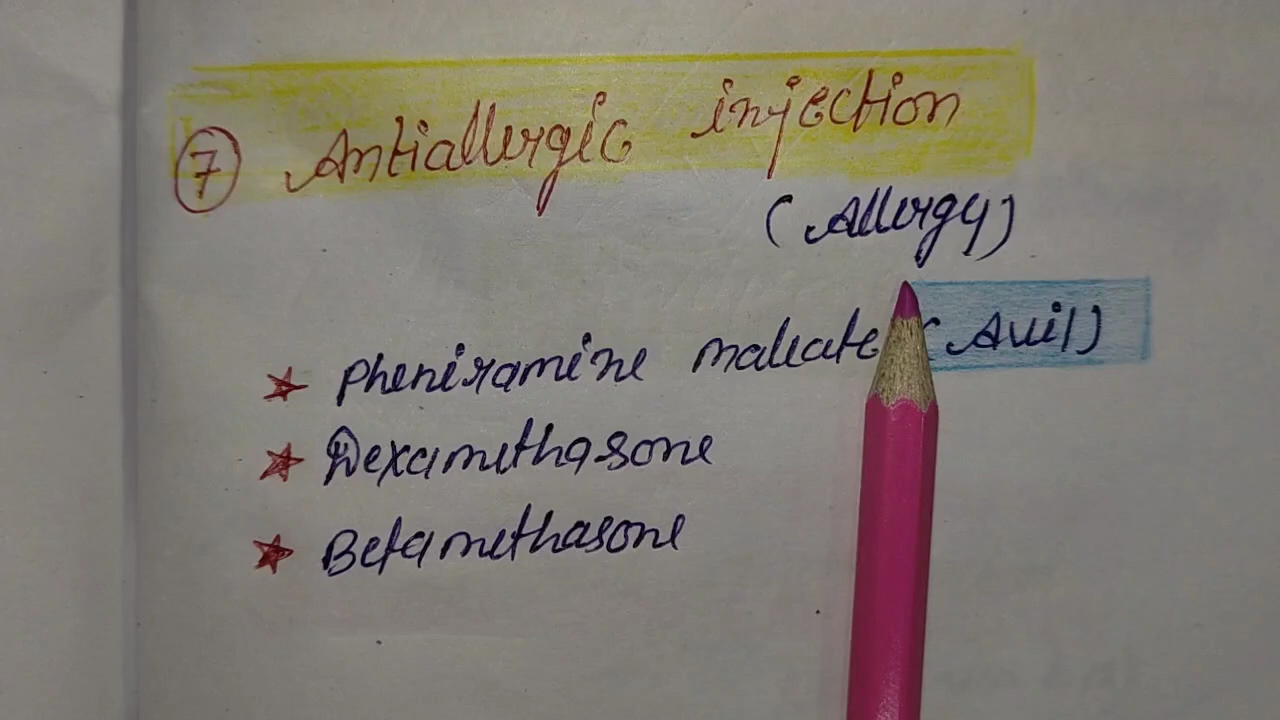 7 Antiallergic injection
(Allergy)
★ Pheniramine maleate (Avil)
★ Dexamethasone
★ Betamethasone